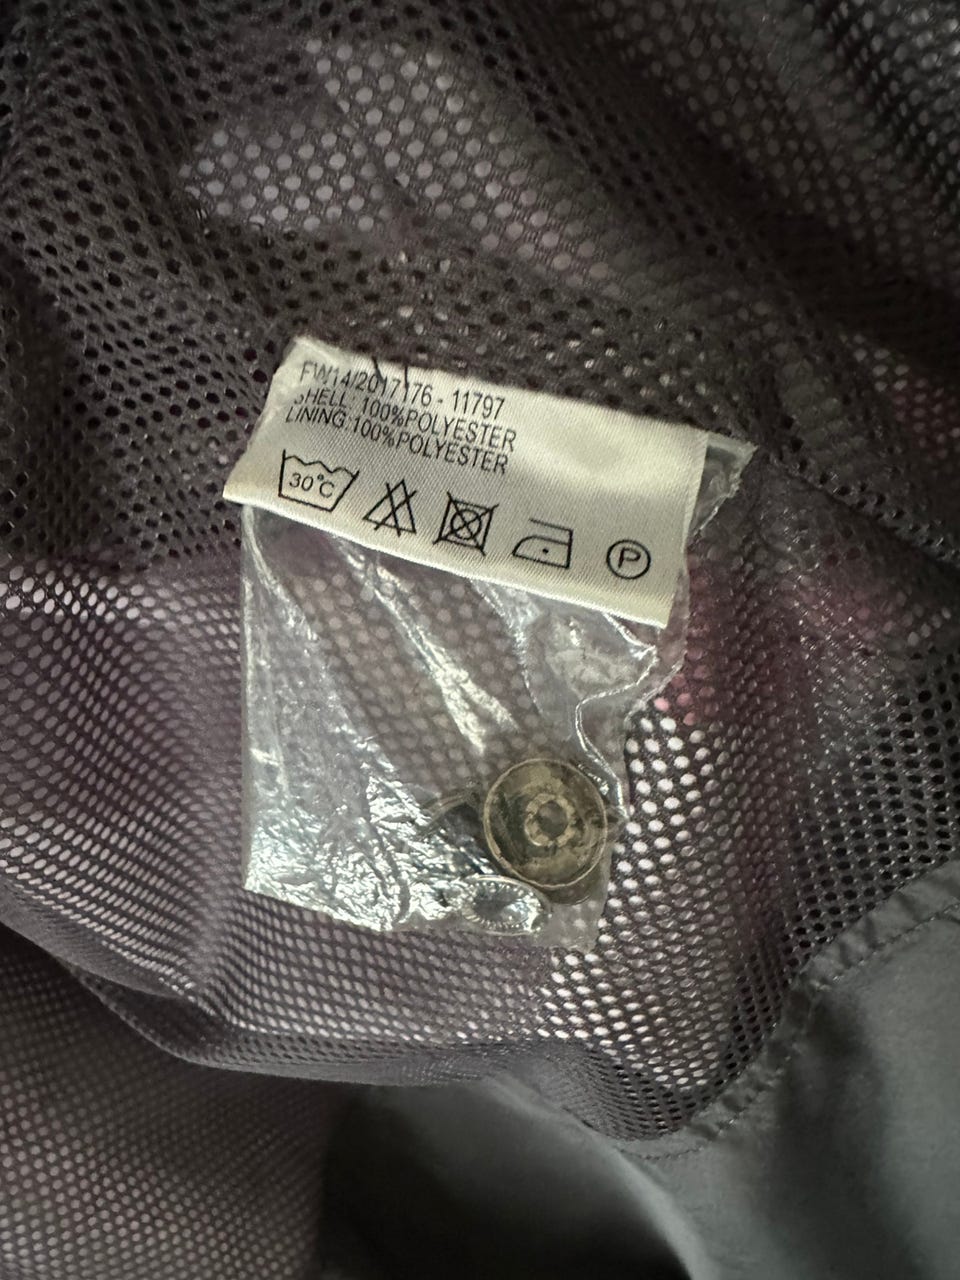 FW14/2017176 - 11797
SHELL: 100%POLYESTER
LINING:100%POLYESTER
30°C
P